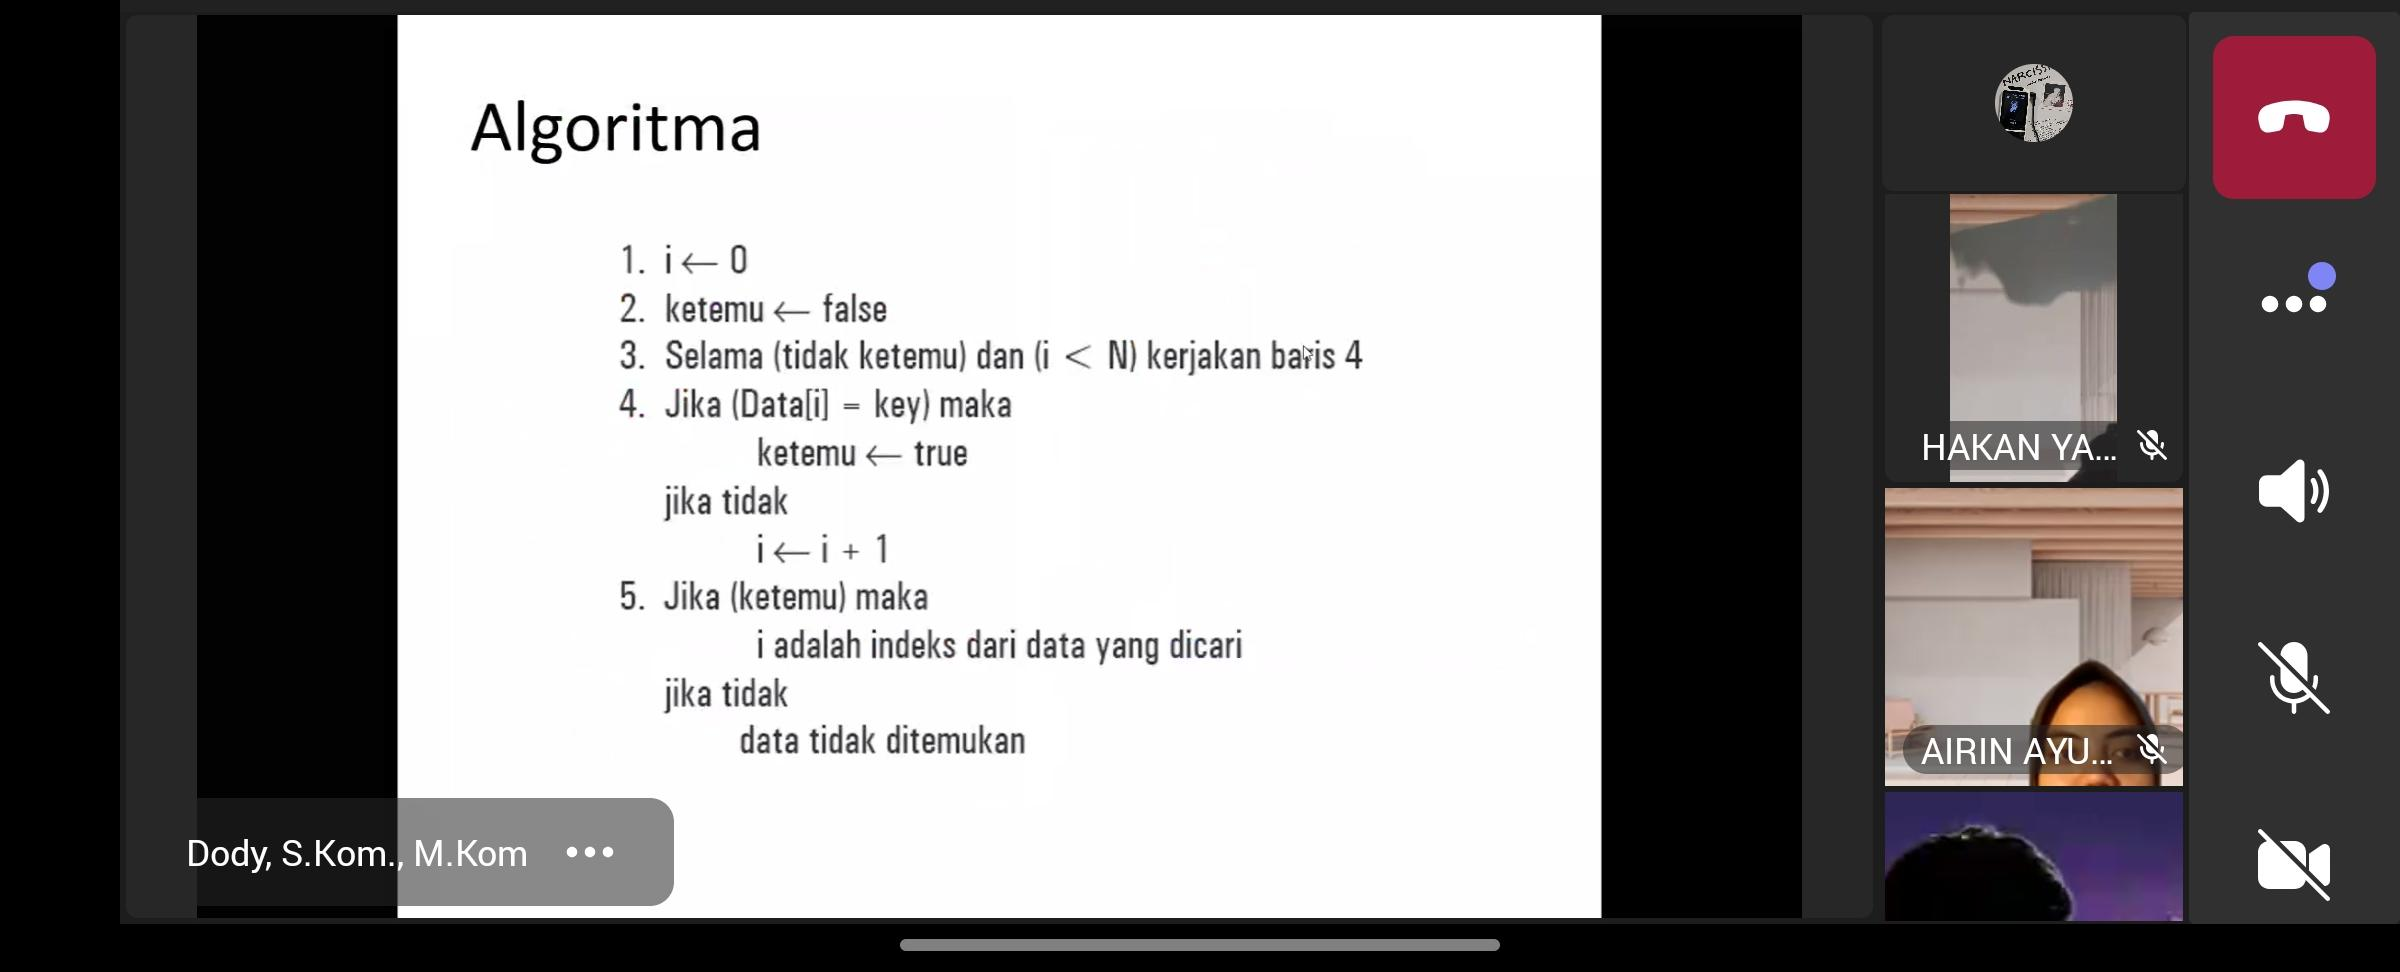 Algoritma
1. i ← 0
2. ketemu ← false
3. Selama (tidak ketemu) dan (i < N) kerjakan baris 4
4. Jika (Data[i] = key) maka
ketemu ← true
jika tidak
i ← i + 1
5. Jika (ketemu) maka
i adalah indeks dari data yang dicari
jika tidak
data tidak ditemukan
Dody, S.Kom., M.Kom
NARCISS
HAKAN YA...
AIRIN AYU...